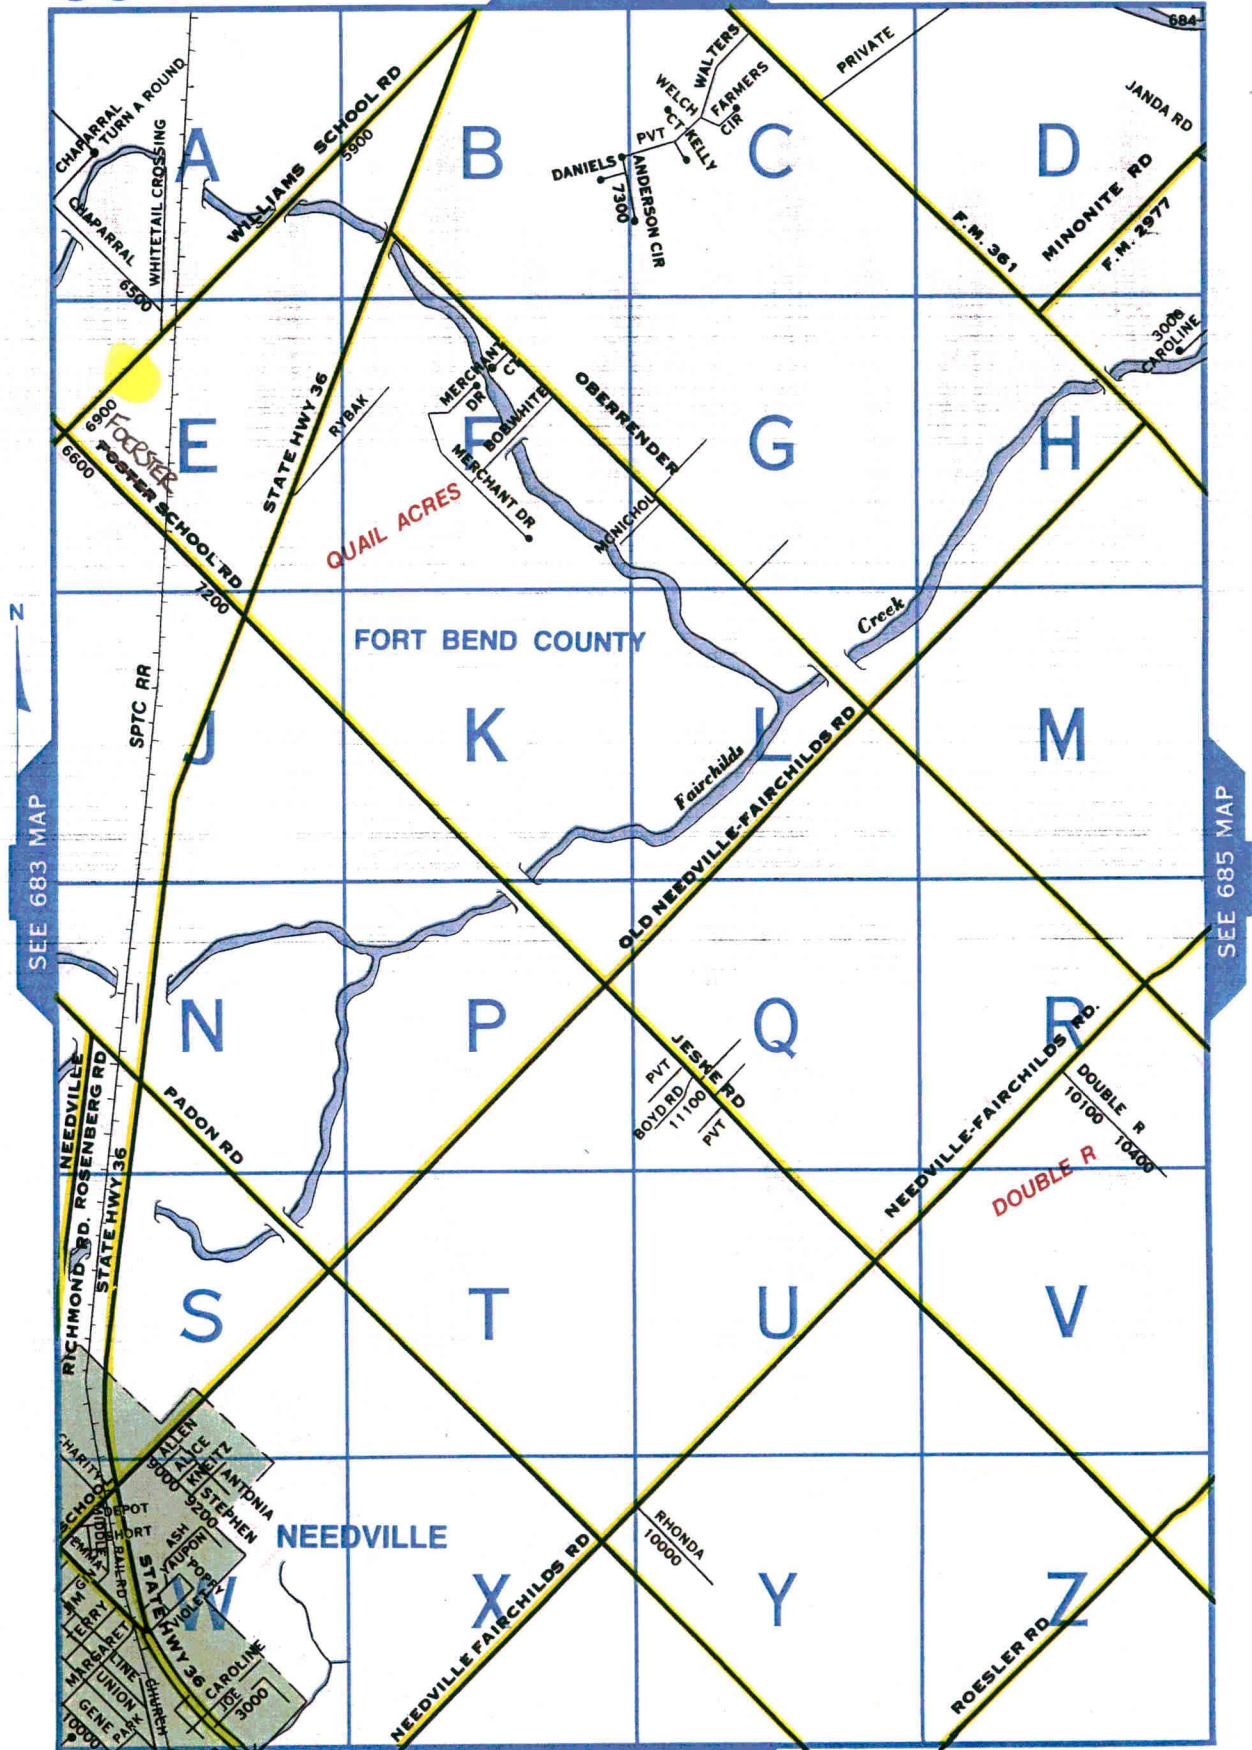 684
CHAPARRAL
TURN A ROUND
WHITETAIL CROSSING
CHAPARRAL
6500
A
WILLIAMS SCHOOL RD
5900
B
WALTERS
WELCH
CT
FARMERS
CIR
KELLY
PVT
DANIELS
7300
ANDERSON CIR
C
PRIVATE
JANDA RD
D
MINONITE RD
F.M. 2977
F.M. 361
3000
CAROLINE
6900
FOERSTER
FOSTER SCHOOL RD
6600
7200
E
STATE HWY 36
RYBAK
MERCHANT
CT
MERCHANT
DR
BOBWHITE
F
MERCHANT DR
QUAIL ACRES
OBERRENDER
MCNICHOL
G
H
N
FORT BEND COUNTY
Creek
SPTC RR
J
K
L
M
Fairchilds
OLD NEEDVILLE-FAIRCHILDS RD
SEE 683 MAP
SEE 685 MAP
N
P
Q
R
NEEDVILLE
RICHMOND RD. ROSENBERG RD
STATE HWY 36
PADON RD
JESKE RD
PVT
BOYD RD
11100
PVT
NEEDVILLE-FAIRCHILDS RD.
DOUBLE R
10100 10400
DOUBLE R
S
T
U
V
CHARITY
ALLEN
ALICE
KNEITZ
ANTONIA
STEPHEN
9000 9200
SCHOOL
DEPOT
SHORT
MIDDLE
EMMA
GIN
JIM
TERRY
MARGARET
LINE
UNION
GENE
PARK
10000
RAILRD
CHURCH
STATE HWY 36
ASH
YAUPON
POPPY
VIOLET
CAROLINE
JOE
3000
NEEDVILLE
W
X
NEEDVILLE FAIRCHILDS RD
RHONDA
10000
Y
Z
ROESLER RD